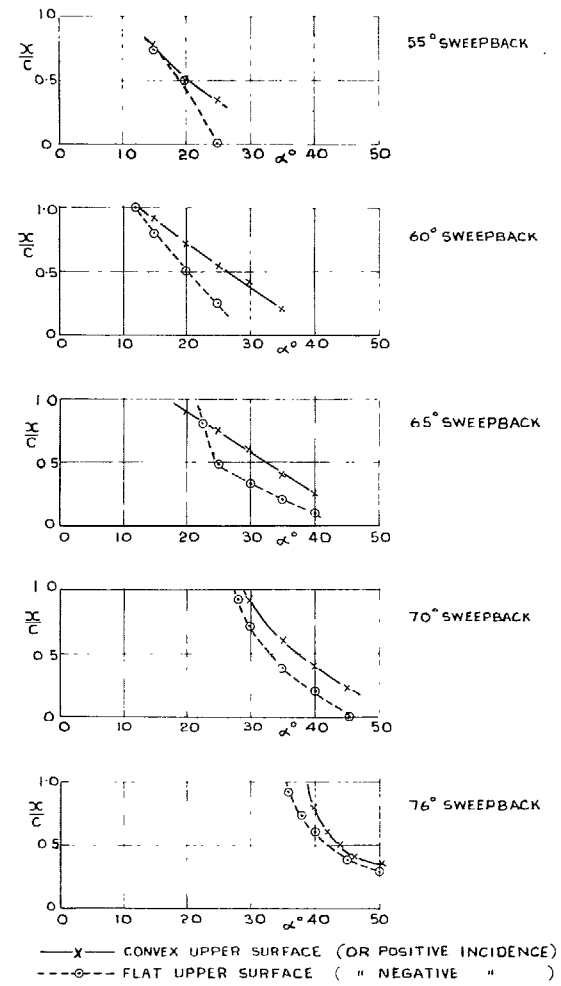 1 0
x/c
0.5
0
0 10 20 α° 30 40 50
55° SWEEPBACK
1.0
x/c
0.5
0
0 10 20 α° 30 40 50
60° SWEEPBACK
1 0
x/c
0 5
0
0 10 20 α° 30 40 50
65° SWEEPBACK
1 0
x/c
0 5
0
0 10 20 α° 30 40 50
70° SWEEPBACK
1.0
x/c
0 5
0
0 10 20 α° 30 40 50
76° SWEEPBACK
CONVEX UPPER SURFACE (OR POSITIVE INCIDENCE)
FLAT UPPER SURFACE ( " NEGATIVE " )